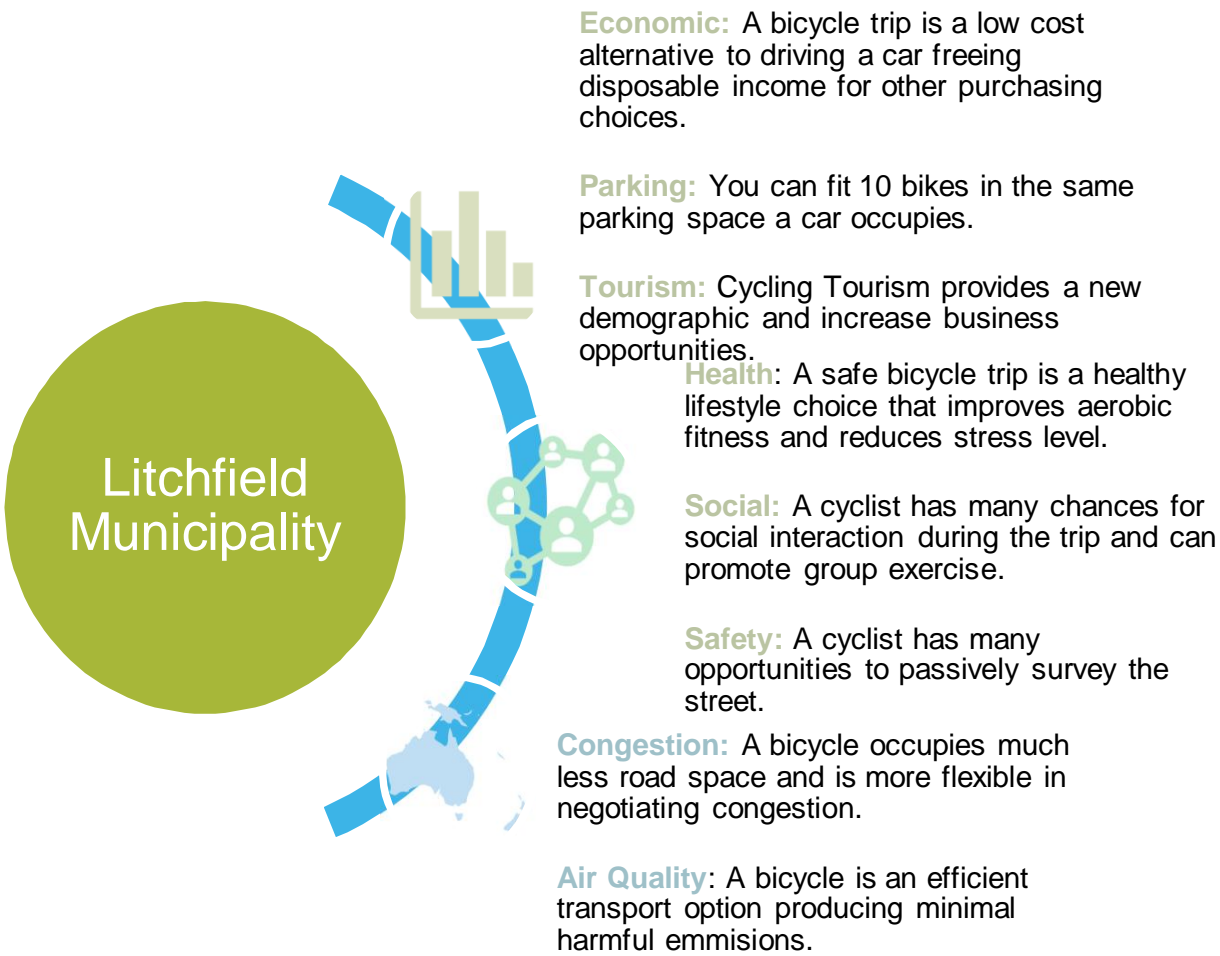 Economic: A bicycle trip is a low cost
alternative to driving a car freeing
disposable income for other purchasing
choices.
Parking: You can fit 10 bikes in the same
parking space a car occupies.
Tourism: Cycling Tourism provides a new
demographic and increase business
opportunities.
Health: A safe bicycle trip is a healthy
lifestyle choice that improves aerobic
fitness and reduces stress level.
Litchfield
Municipality
Social: A cyclist has many chances for
social interaction during the trip and can
promote group exercise.
Safety: A cyclist has many
opportunities to passively survey the
street.
Congestion: A bicycle occupies much
less road space and is more flexible in
negotiating congestion.
Air Quality: A bicycle is an efficient
transport option producing minimal
harmful emmisions.